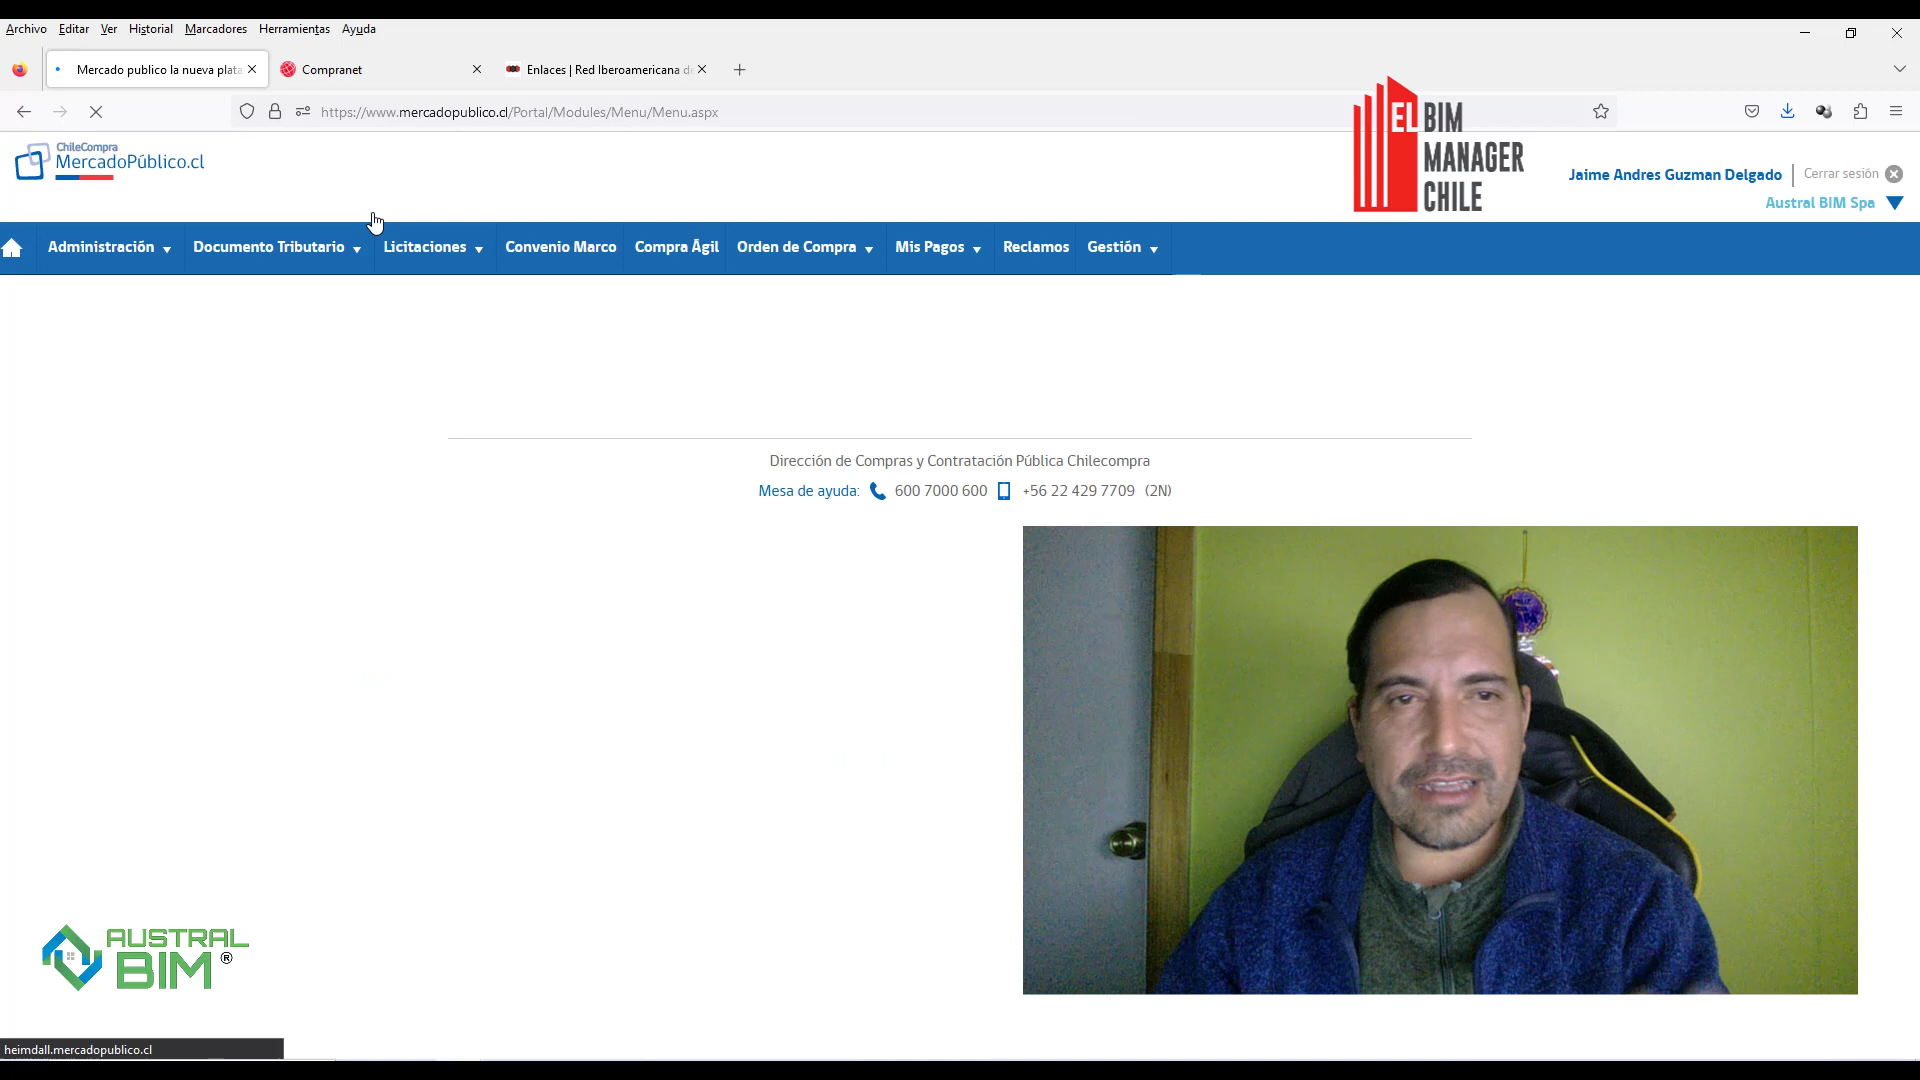 Archivo Editar Ver Historial Marcadores Herramientas Ayuda
Mercado publico la nueva plata
Compranet
Enlaces | Red Iberoamericana de
https://www.mercadopublico.cl/Portal/Modules/Menu/Menu.aspx
ChileCompra
MercadoPúblico.cl
EL BIM
MANAGER
CHILE
Jaime Andres Guzman Delgado
Cerrar sesión
Austral BIM Spa
Administración Documento Tributario Licitaciones Convenio Marco Compra Ágil Orden de Compra Mis Pagos Reclamos Gestión
Dirección de Compras y Contratación Pública Chilecompra
Mesa de ayuda: 600 7000 600 +56 22 429 7709 (2N)
AUSTRAL
BIM ®
heimdall.mercadopublico.cl